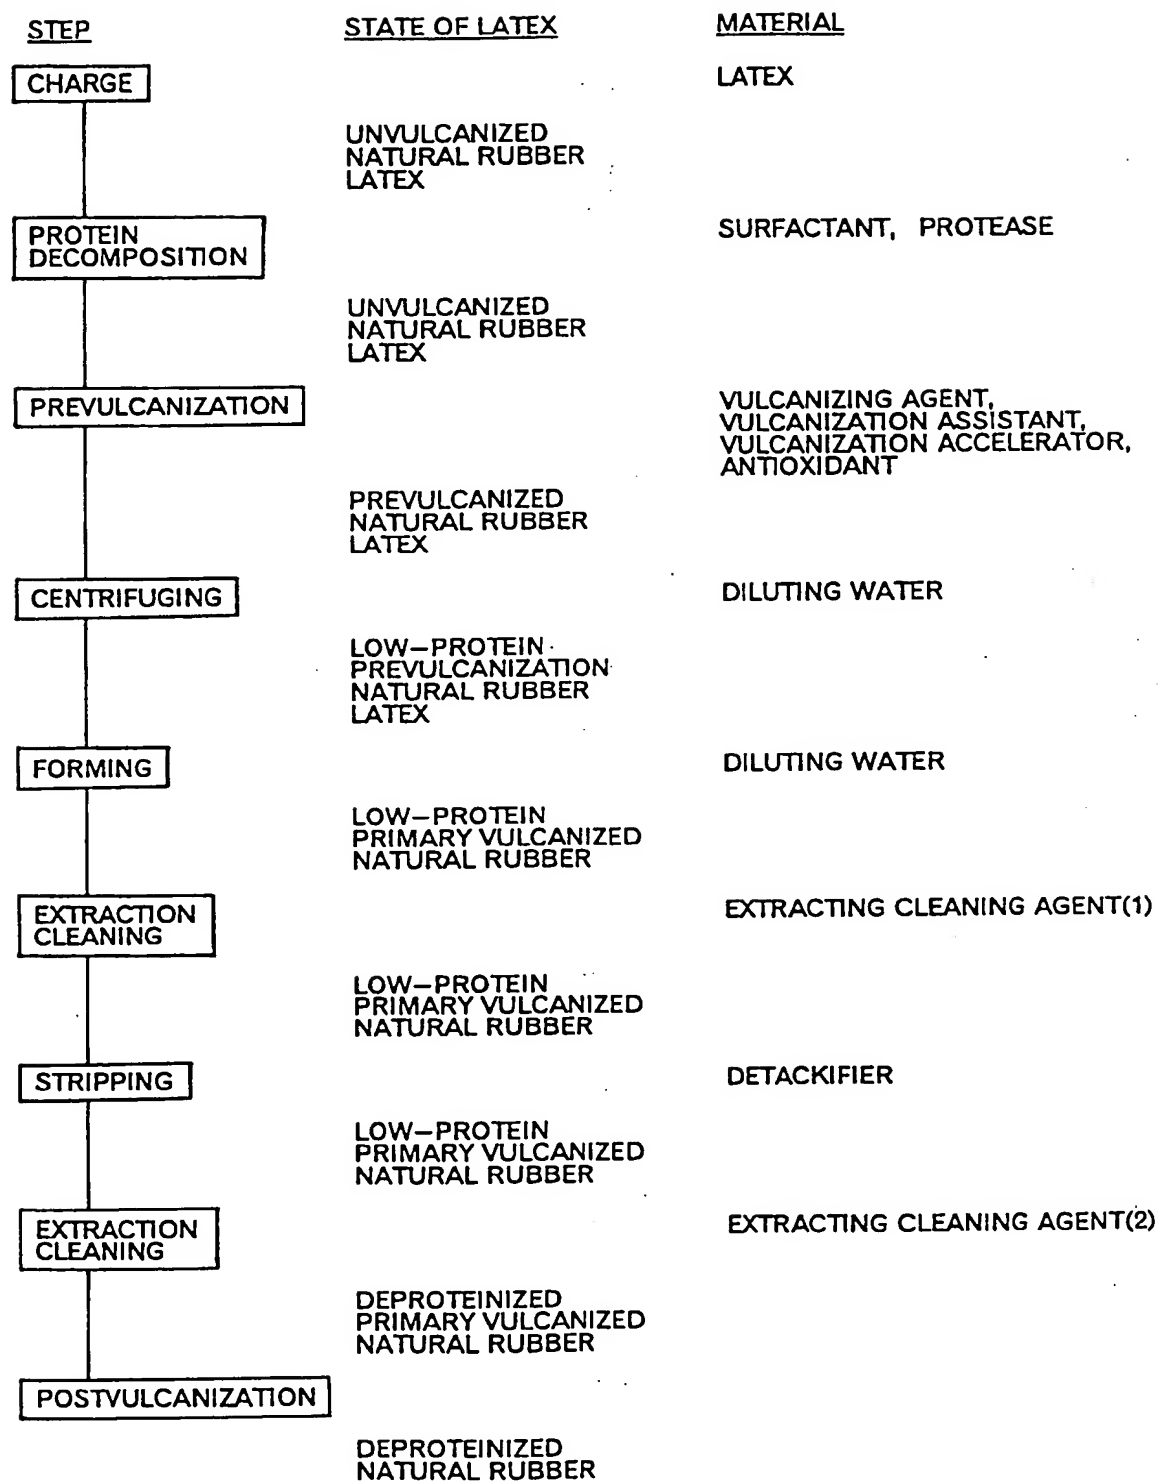 STEP STATE OF LATEX MATERIAL
CHARGE LATEX
UNVULCANIZED
NATURAL RUBBER
LATEX
PROTEIN
DECOMPOSITION
SURFACTANT, PROTEASE
UNVULCANIZED
NATURAL RUBBER
LATEX
PREVULCANIZATION
VULCANIZING AGENT,
VULCANIZATION ASSISTANT,
VULCANIZATION ACCELERATOR,
ANTIOXIDANT
PREVULCANIZED
NATURAL RUBBER
LATEX
CENTRIFUGING DILUTING WATER
LOW-PROTEIN
PREVULCANIZATION
NATURAL RUBBER
LATEX
FORMING DILUTING WATER
LOW-PROTEIN
PRIMARY VULCANIZED
NATURAL RUBBER
EXTRACTION
CLEANING
EXTRACTING CLEANING AGENT(1)
LOW-PROTEIN
PRIMARY VULCANIZED
NATURAL RUBBER
STRIPPING DETACKIFIER
LOW-PROTEIN
PRIMARY VULCANIZED
NATURAL RUBBER
EXTRACTION
CLEANING
EXTRACTING CLEANING AGENT(2)
DEPROTEINIZED
PRIMARY VULCANIZED
NATURAL RUBBER
POSTVULCANIZATION
DEPROTEINIZED
NATURAL RUBBER